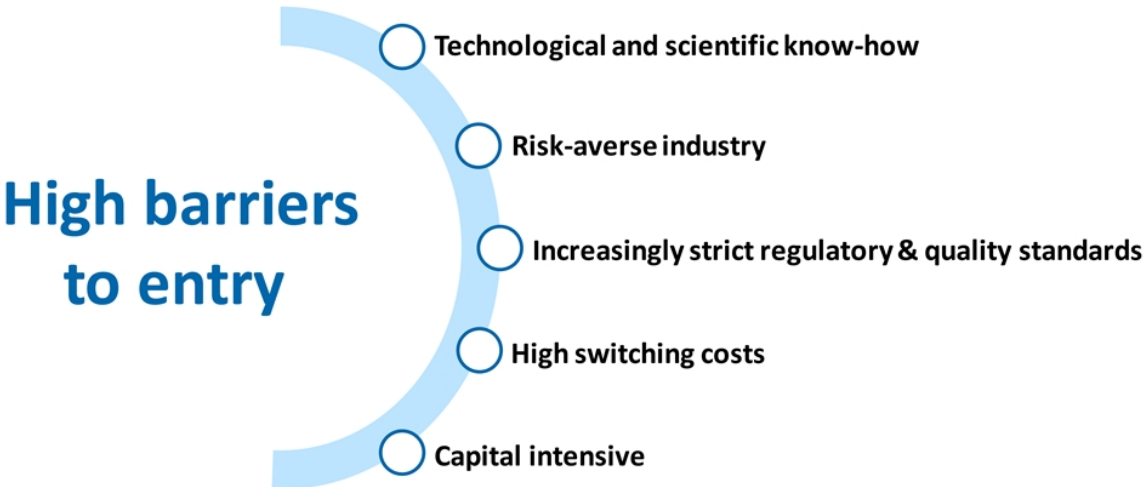 High barriers
to entry
Technological and scientific know-how
Risk-averse industry
Increasingly strict regulatory & quality standards
High switching costs
Capital intensive